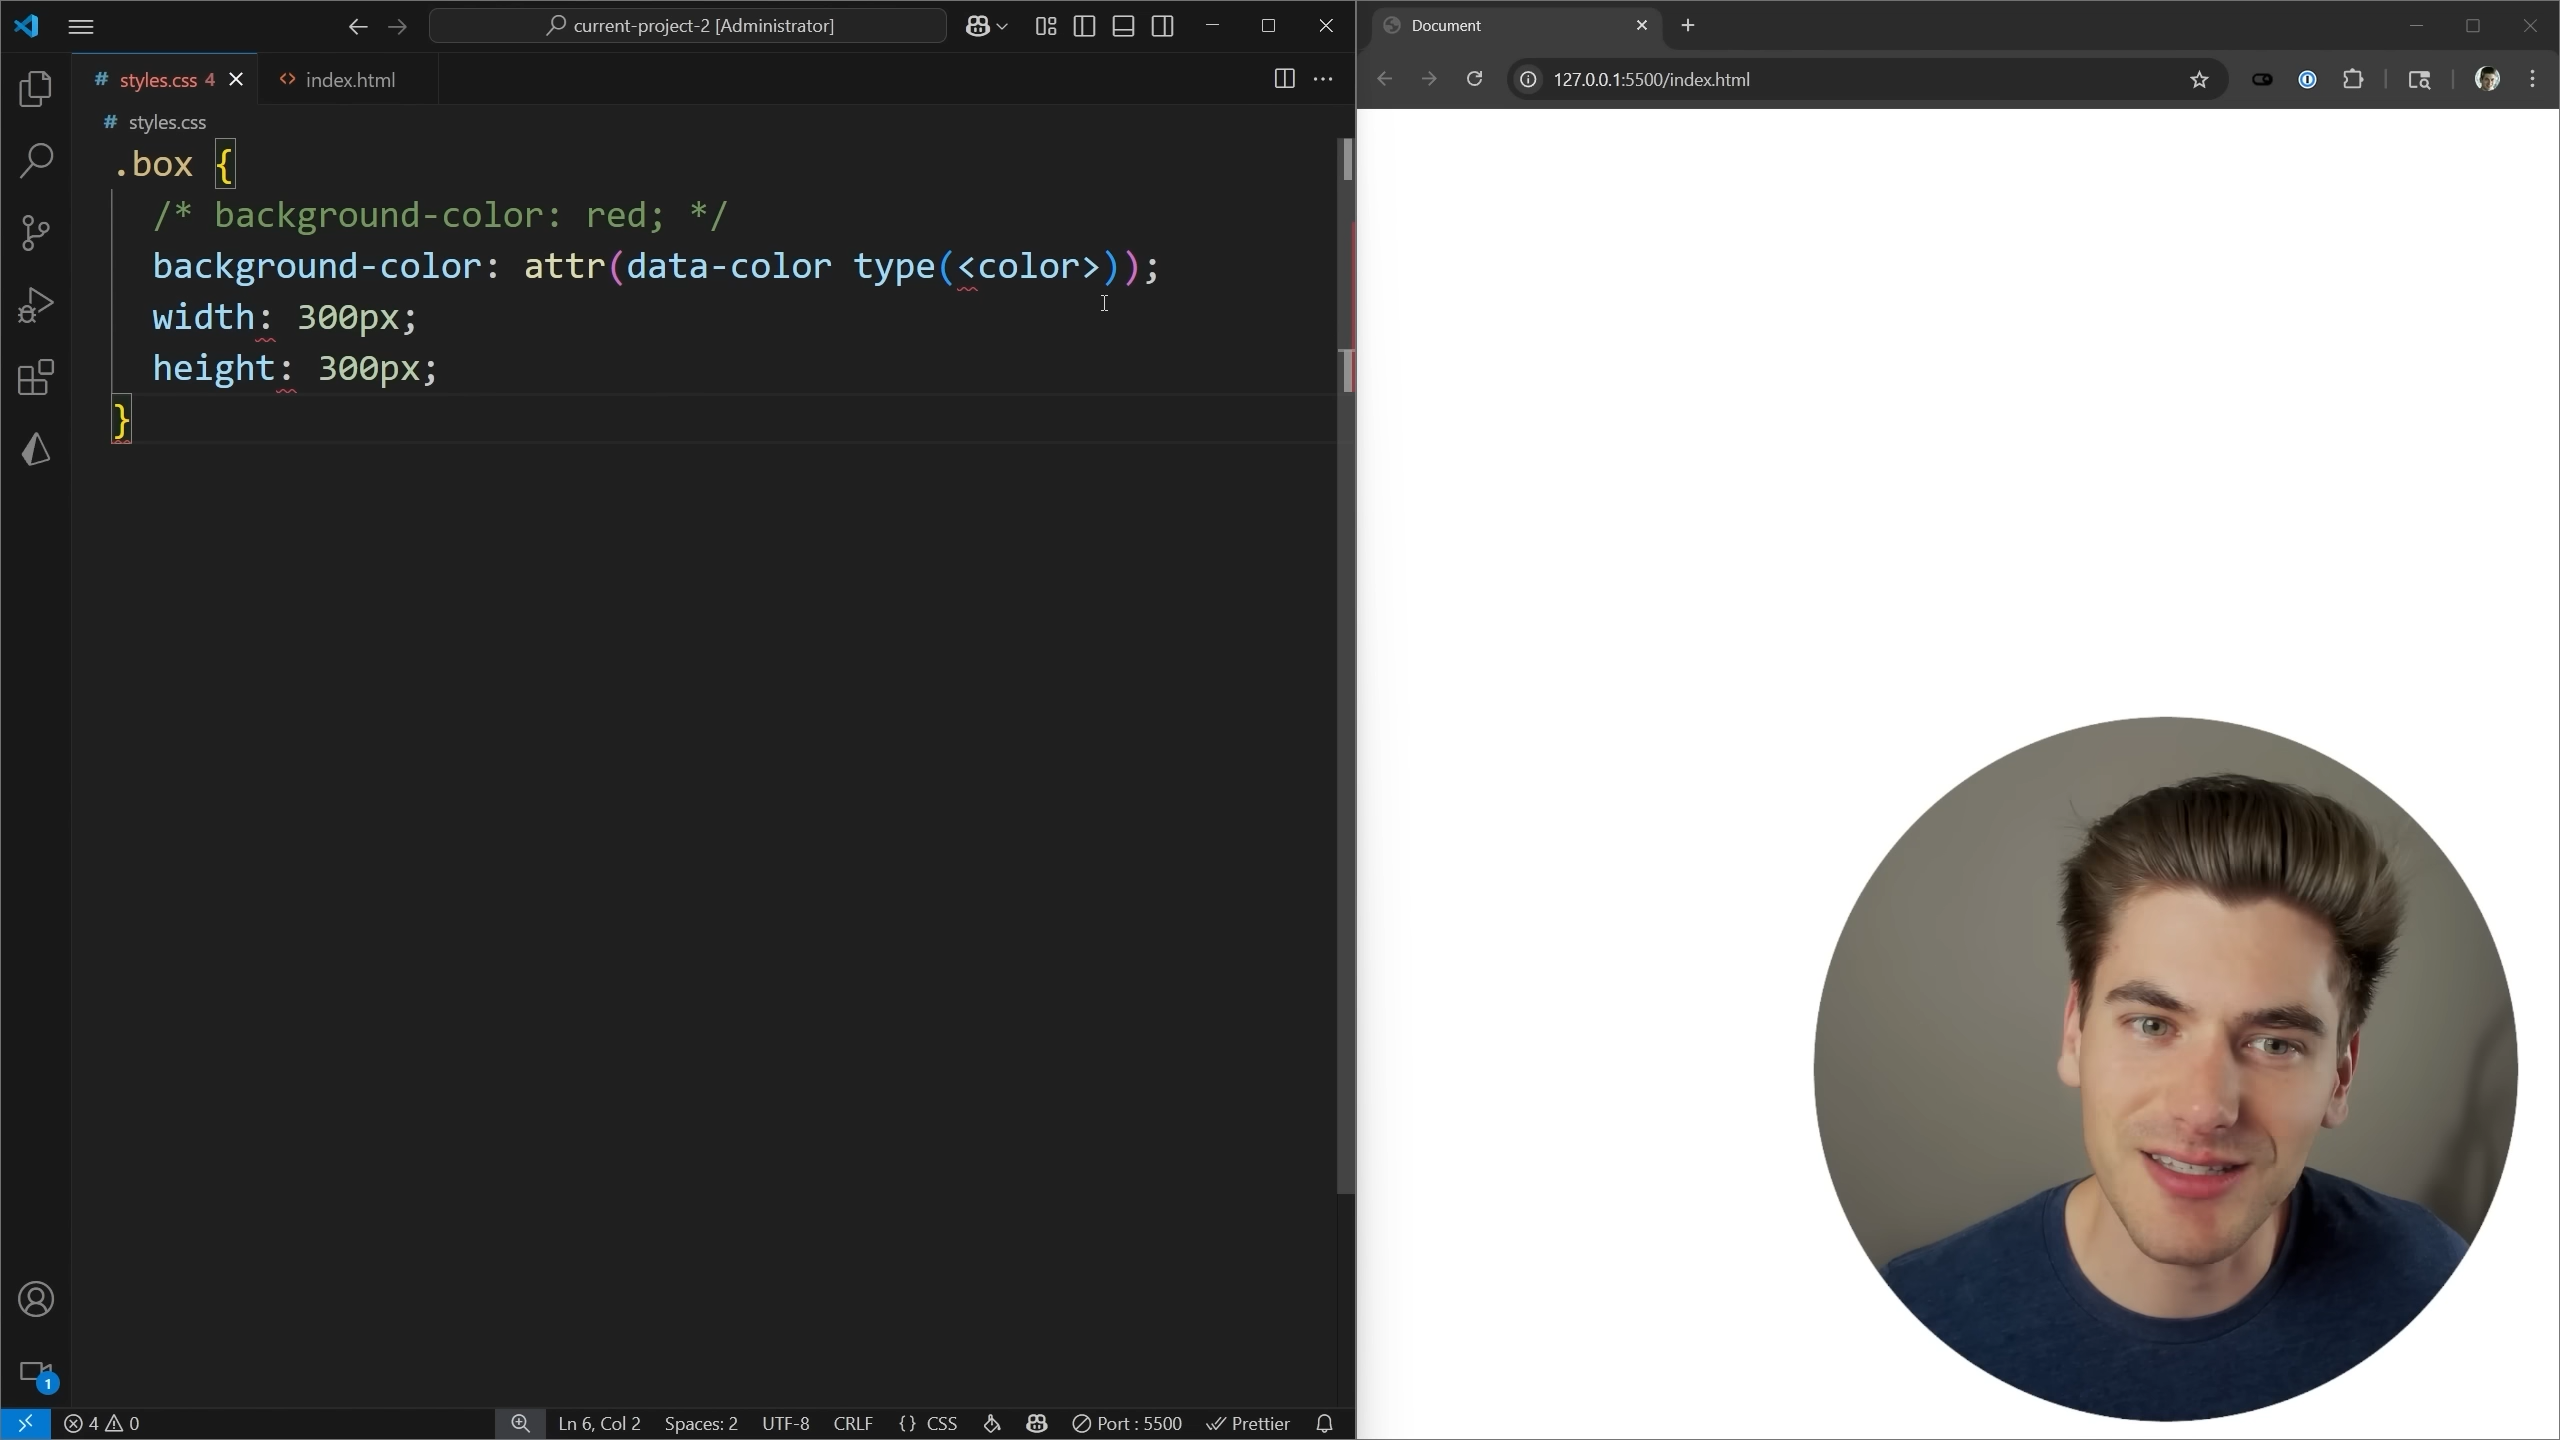 current-project-2 [Administrator]
# styles.css 4
<> index.html
# styles.css
.box {
/* background-color: red; */
background-color: attr(data-color type(<color>));
width: 300px;
height: 300px;
}
1
4 0
Ln 6, Col 2
Spaces: 2
UTF-8
CRLF
{} CSS
Port : 5500
Prettier
Document
127.0.0.1:5500/index.html